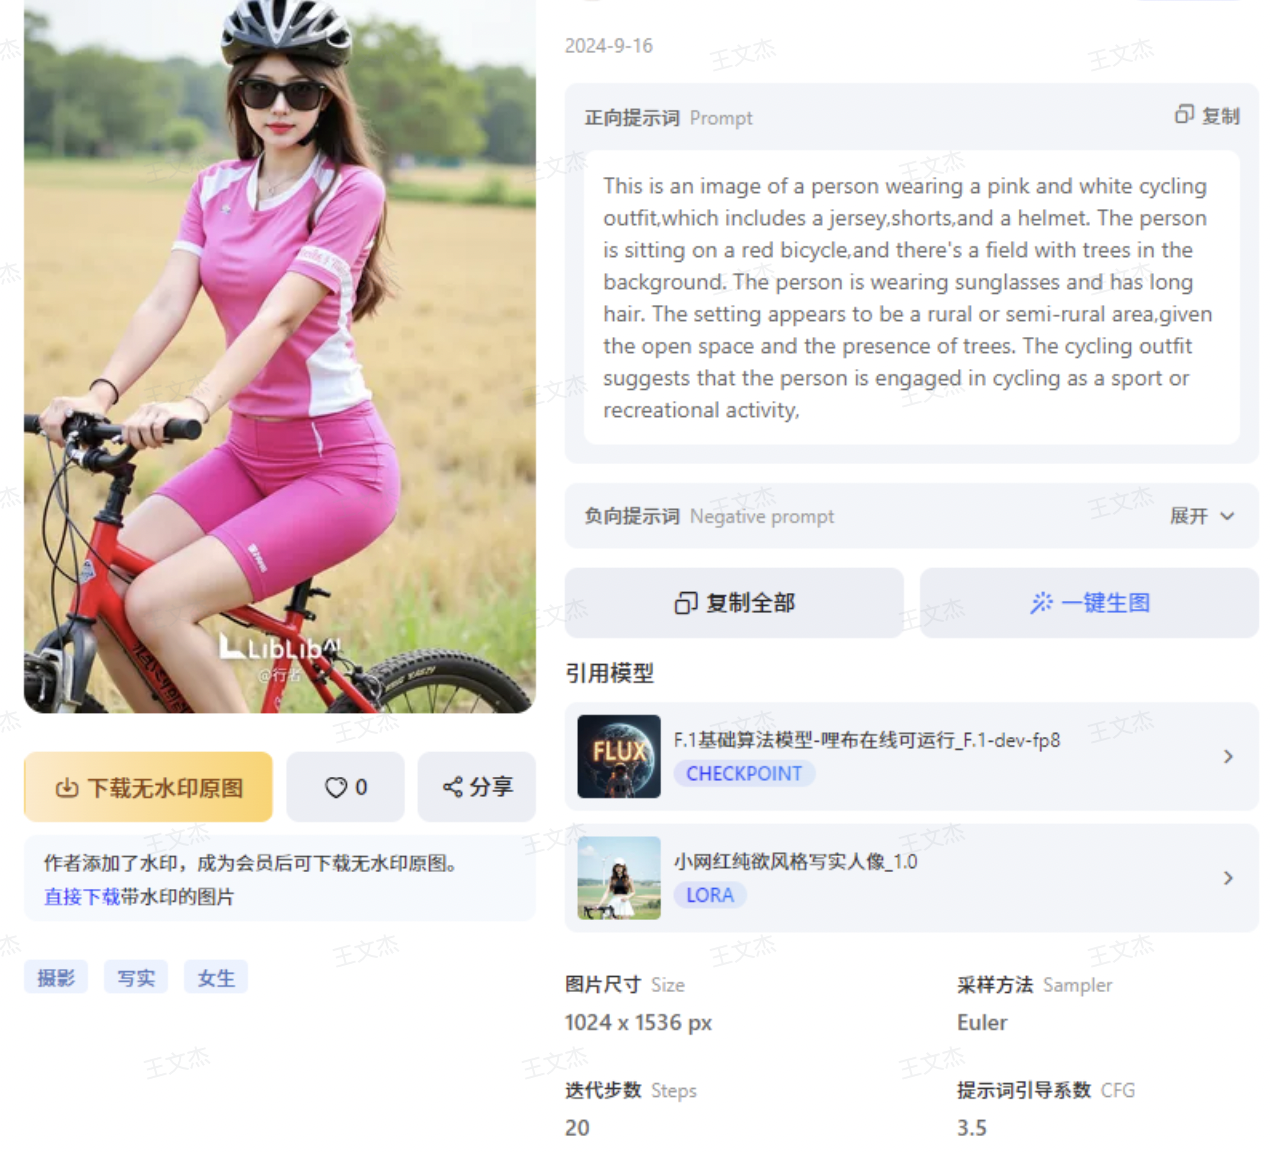 2024-9-16
正向提示词 Prompt
复制
This is an image of a person wearing a pink and white cycling
outfit,which includes a jersey,shorts,and a helmet. The person
is sitting on a red bicycle,and there's a field with trees in the
background. The person is wearing sunglasses and has long
hair. The setting appears to be a rural or semi-rural area,given
the open space and the presence of trees. The cycling outfit
suggests that the person is engaged in cycling as a sport or
recreational activity,
负向提示词 Negative prompt
展开
复制全部
一键生图
引用模型
FLUX
F.1基础算法模型-哩布在线可运行_F.1-dev-fp8
CHECKPOINT
小网红纯欲风格写实人像_1.0
LORA
图片尺寸 Size
1024 x 1536 px
采样方法 Sampler
Euler
迭代步数 Steps
20
提示词引导系数 CFG
3.5
LibLibAI
@行者
下载无水印原图
0
分享
作者添加了水印，成为会员后可下载无水印原图。
直接下载带水印的图片
摄影
写实
女生
王文杰